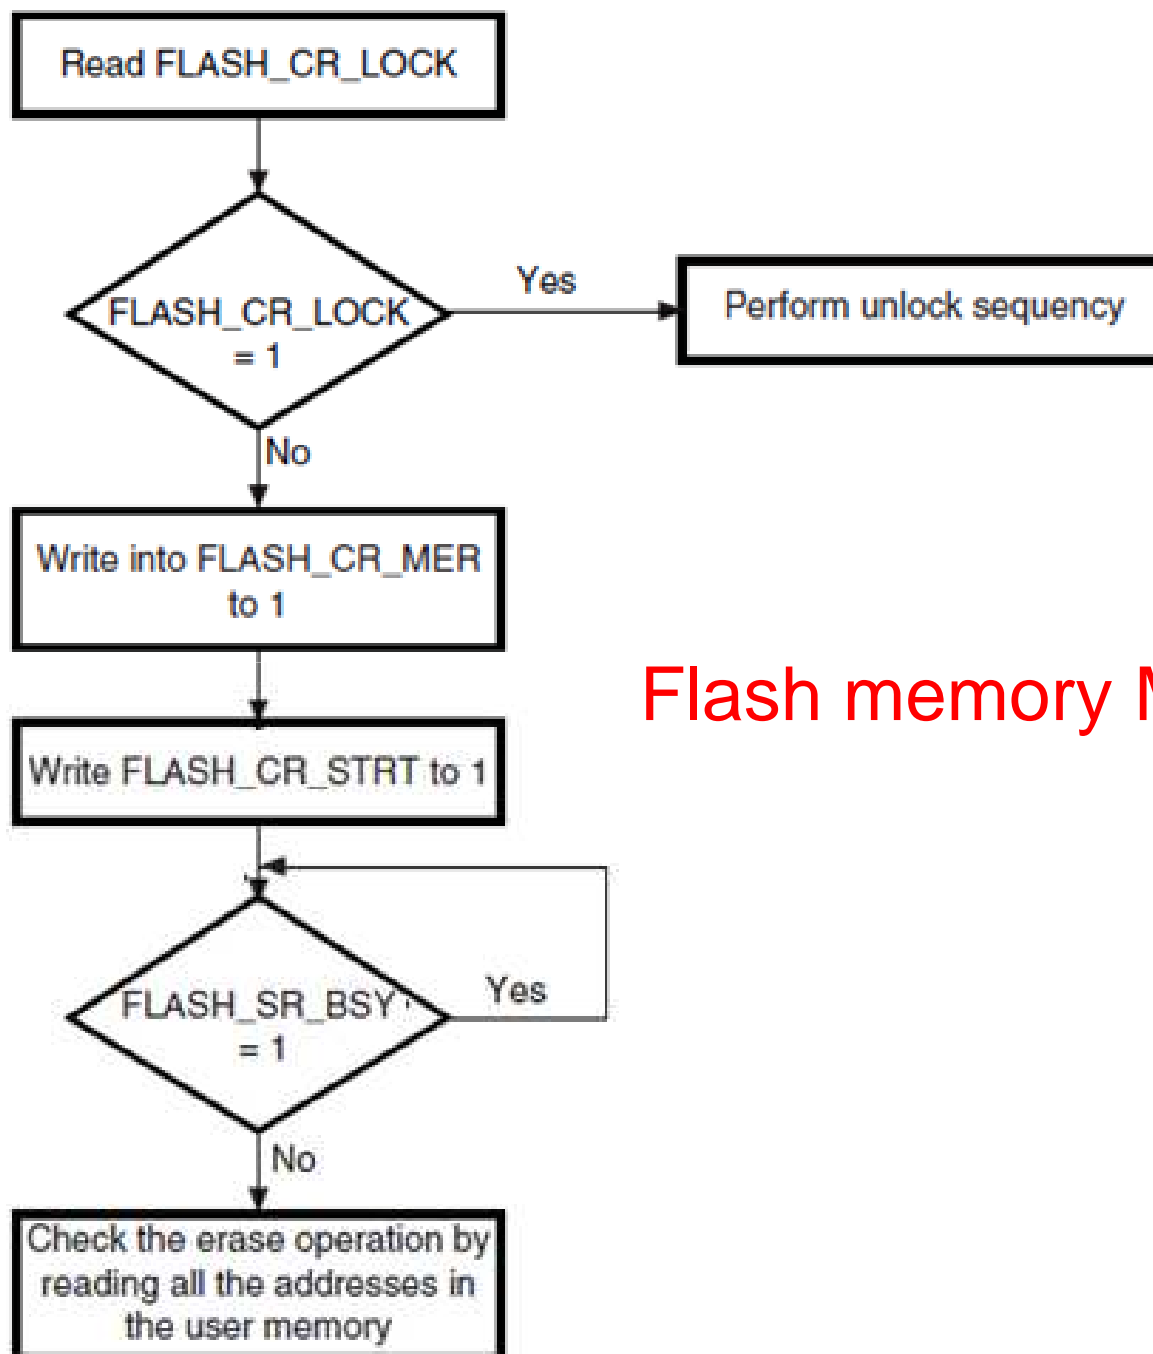 Read FLASH_CR_LOCK
FLASH_CR_LOCK
= 1
Yes
Perform unlock sequency
No
Write into FLASH_CR_MER
to 1
Flash memory M
Write FLASH_CR_STRT to 1
FLASH_SR_BSY
= 1
Yes
No
Check the erase operation by
reading all the addresses in
the user memory